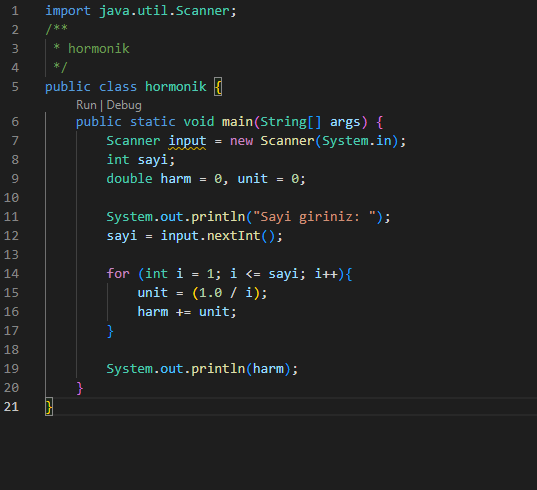 1 import java.util.Scanner;
2 /**
3 * hormonik
4 */
5 public class hormonik {
Run | Debug
6 public static void main(String[] args) {
7 Scanner input = new Scanner(System.in);
8 int sayi;
9 double harm = 0, unit = 0;
10
11 System.out.println("Sayi giriniz: ");
12 sayi = input.nextInt();
13
14 for (int i = 1; i <= sayi; i++){
15 unit = (1.0 / i);
16 harm += unit;
17 }
18
19 System.out.println(harm);
20 }
21 }